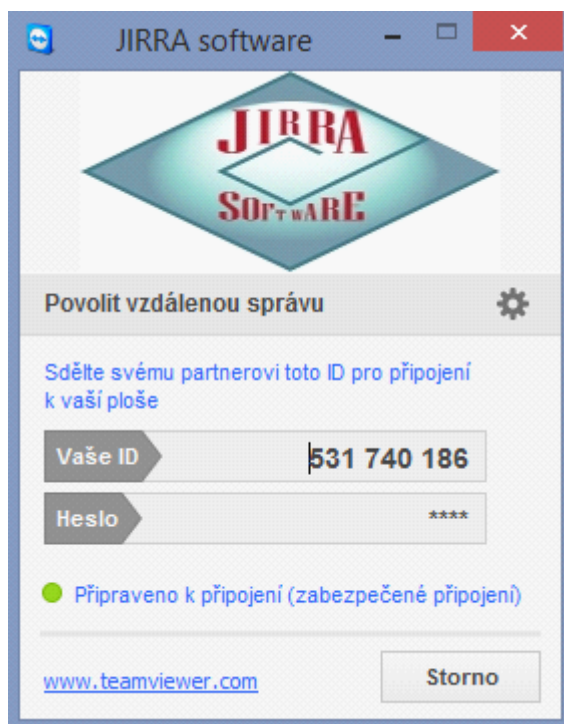 JIRRA software
JIRRA
SOFTWARE
Povolit vzdálenou správu
Sdělte svému partnerovi toto ID pro připojení
k vaší ploše
Vaše ID 531 740 186
Heslo ****
Připraveno k připojení (zabezpečené připojení)
www.teamviewer.com
Storno